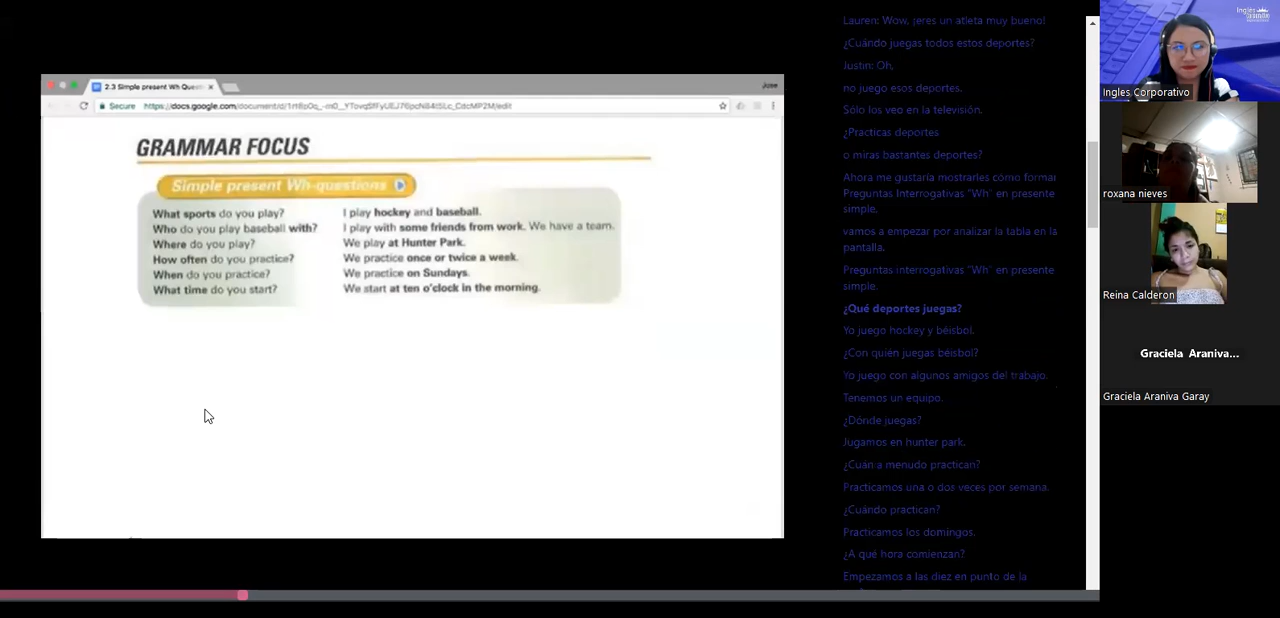 2.3 Simple present Wh Ques
Jose
Secure
GRAMMAR FOCUS
Simple present Wh-questions
What sports do you play? I play hockey and baseball.
Who do you play baseball with? I play with some friends from work. We have a team.
Where do you play? We play at Hunter Park.
How often do you practice? We practice once or twice a week.
When do you practice? We practice on Sundays.
What time do you start? We start at ten o'clock in the morning.
Lauren: Wow, ¡eres un atleta muy bueno!
¿Cuándo juegas todos estos deportes?
Justin: Oh,
no juego esos deportes.
Sólo los veo en la televisión.
¿Practicas deportes
o miras bastantes deportes?
Ahora me gustaría mostrarles cómo formar
Preguntas Interrogativas "Wh" en presente
simple.
vamos a empezar por analizar la tabla en la
pantalla.
Preguntas interrogativas "Wh" en presente
simple.
¿Qué deportes juegas?
Yo juego hockey y béisbol.
¿Con quién juegas béisbol?
Yo juego con algunos amigos del trabajo.
Tenemos un equipo.
¿Dónde juegas?
Jugamos en hunter park.
¿Cuán a menudo practican?
Practicamos una o dos veces por semana.
¿Cuándo practican?
Practicamos los domingos.
¿A qué hora comienzan?
Empezamos a las diez en punto de la
Ingles Corporativo
roxana nieves
Reina Calderon
Graciela Araniva...
Graciela Araniva Garay